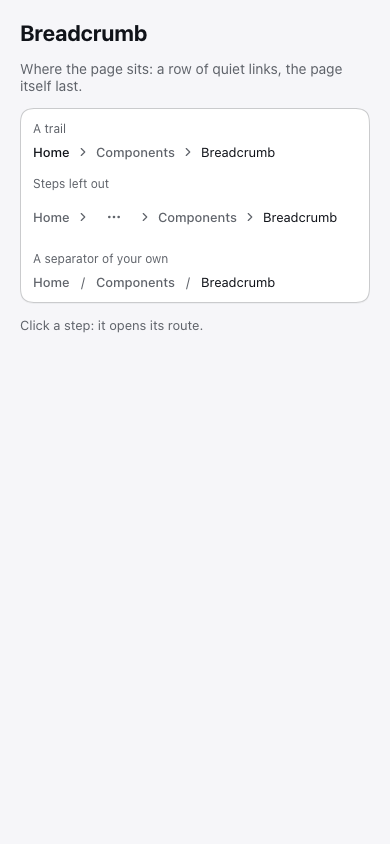 Breadcrumb
Where the page sits: a row of quiet links, the page
itself last.
A trail
Home > Components > Breadcrumb
Steps left out
Home > ··· > Components > Breadcrumb
A separator of your own
Home / Components / Breadcrumb
Click a step: it opens its route.